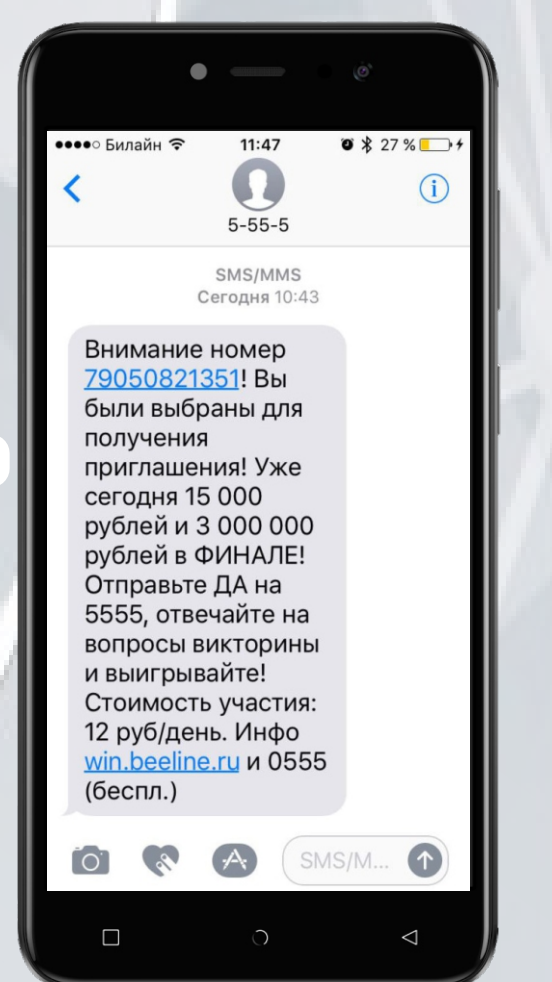 ●●●●○ Билайн 11:47 27 %
5-55-5
SMS/MMS
Сегодня 10:43
Внимание номер
79050821351! Вы
были выбраны для
получения
приглашения! Уже
сегодня 15 000
рублей и 3 000 000
рублей в ФИНАЛЕ!
Отправьте ДА на
5555, отвечайте на
вопросы викторины
и выигрывайте!
Стоимость участия:
12 руб/день. Инфо
win.beeline.ru и 0555
(беспл.)
SMS/M...